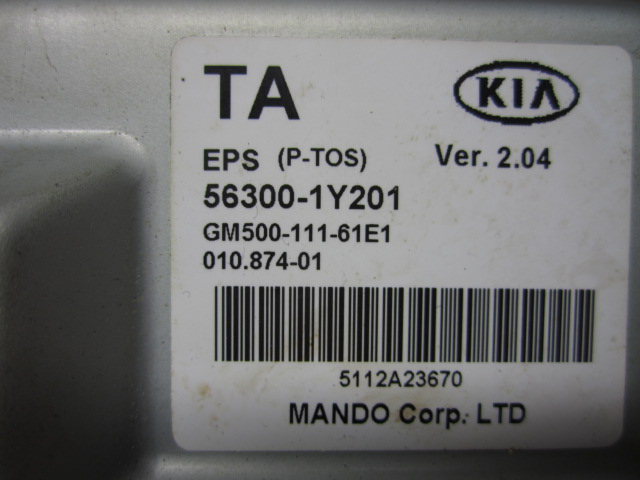 TA KIA
EPS (P-TOS) Ver. 2.04
56300-1Y201
GM500-111-61E1
010.874-01
5112A23670
MANDO Corp. LTD